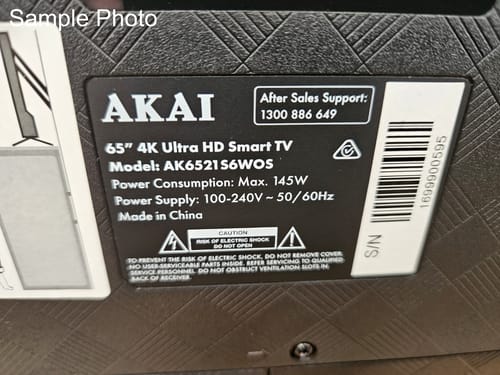 Sample Photo
AKAI
After Sales Support:
1300 886 649
65” 4K Ultra HD Smart TV
Model: AK6521S6WOS
Power Consumption: Max. 145W
Power Supply: 100-240V ~ 50/60Hz
Made in China
CAUTION
RISK OF ELECTRIC SHOCK
DO NOT OPEN
TO PREVENT THE RISK OF ELECTRIC SHOCK, DO NOT REMOVE COVER.
NO USER-SERVICEABLE PARTS INSIDE. REFER SERVICING TO QUALIFIED
SERVICE PERSONNEL. DO NOT OBSTRUCT VENTILATION SLOTS IN
BACK OF RECEIVER.
1699900595
S/N